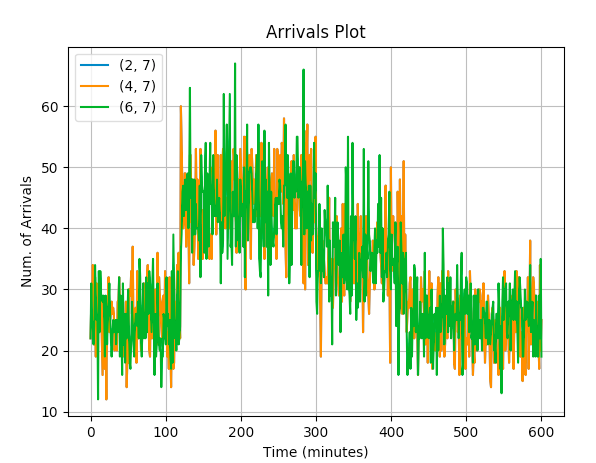 Arrivals Plot
(2, 7)
(4, 7)
(6, 7)
Num. of Arrivals
60
50
40
30
20
10
0 100 200 300 400 500 600
Time (minutes)